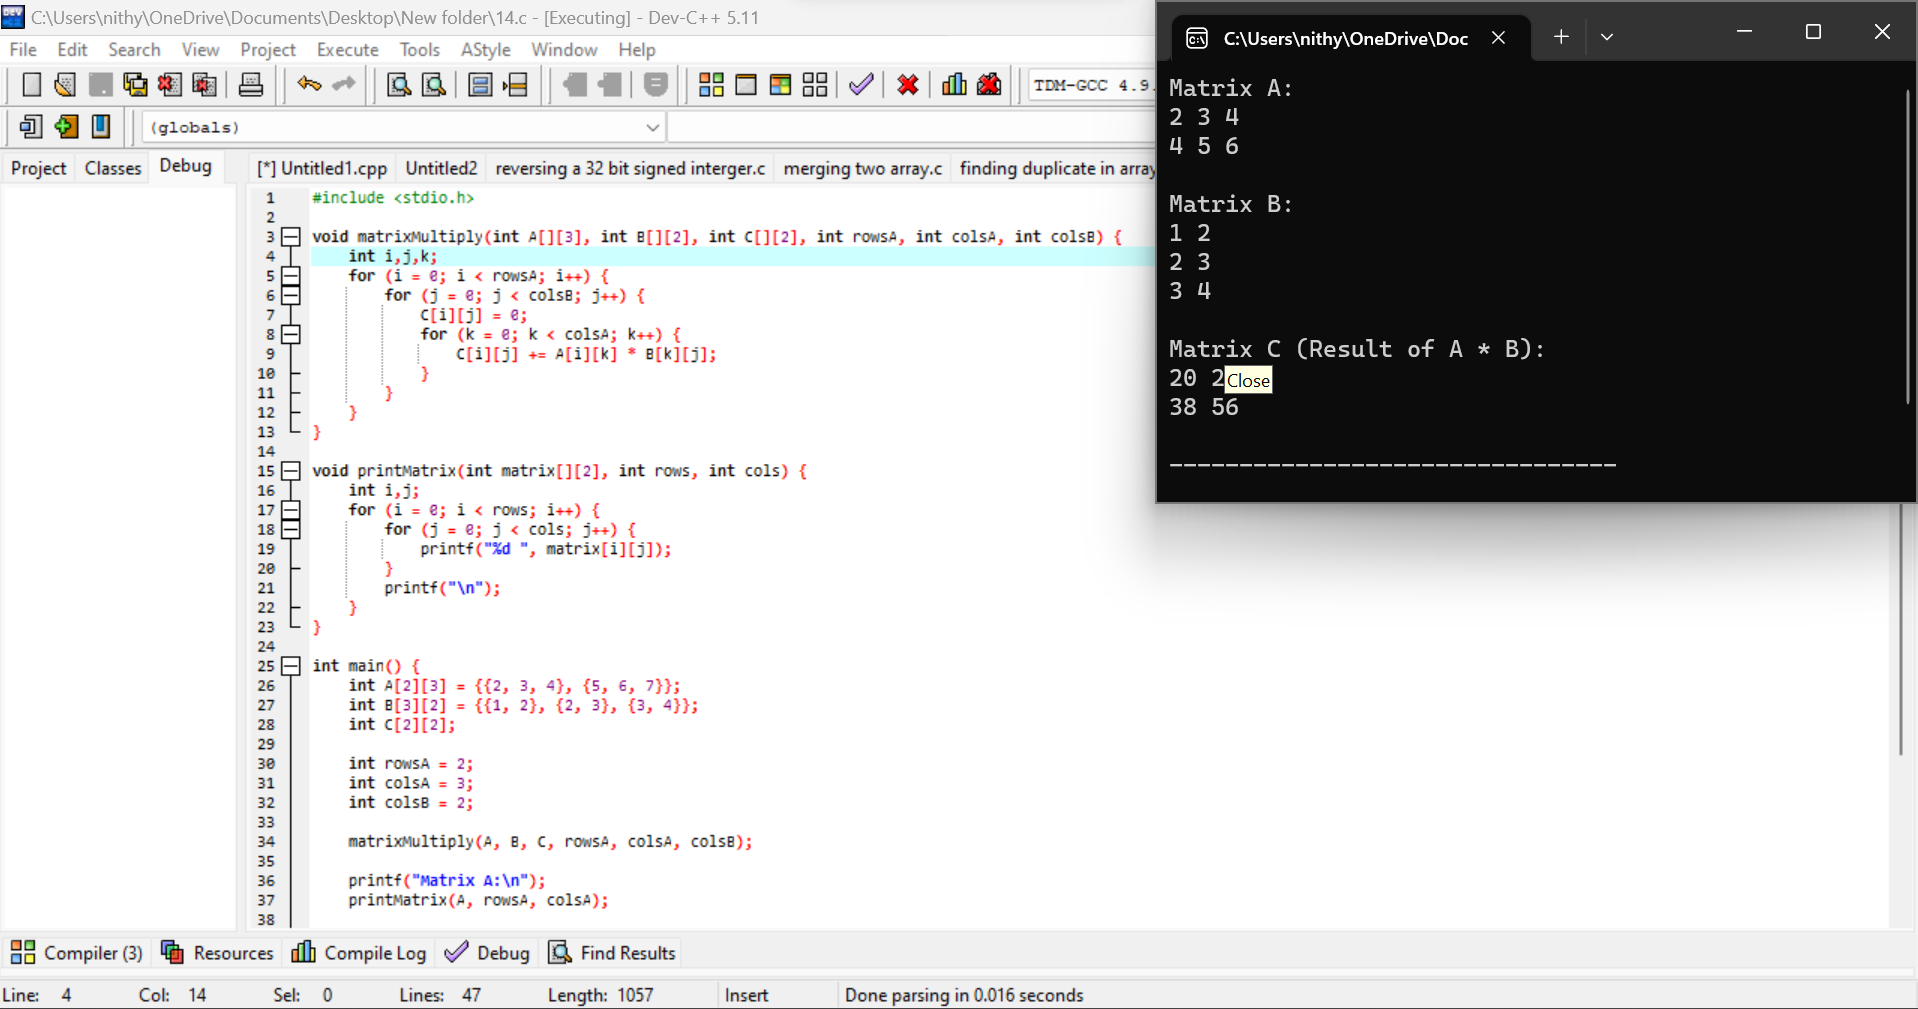 C:\Users\nithy\OneDrive\Documents\Desktop\New folder\14.c - [Executing] - Dev-C++ 5.11
File Edit Search View Project Execute Tools AStyle Window Help
TDM-GCC 4.9.
(globals)
Project Classes Debug
[*] Untitled1.cpp Untitled2 reversing a 32 bit signed interger.c merging two array.c finding duplicate in array
1 #include <stdio.h>
2
3 void matrixMultiply(int A[][3], int B[][2], int C[][2], int rowsA, int colsA, int colsB) {
4 int i,j,k;
5 for (i = 0; i < rowsA; i++) {
6 for (j = 0; j < colsB; j++) {
7 C[i][j] = 0;
8 for (k = 0; k < colsA; k++) {
9 C[i][j] += A[i][k] * B[k][j];
10 }
11 }
12 }
13 }
14
15 void printMatrix(int matrix[][2], int rows, int cols) {
16 int i,j;
17 for (i = 0; i < rows; i++) {
18 for (j = 0; j < cols; j++) {
19 printf("%d ", matrix[i][j]);
20 }
21 printf("\n");
22 }
23 }
24
25 int main() {
26 int A[2][3] = {{2, 3, 4}, {5, 6, 7}};
27 int B[3][2] = {{1, 2}, {2, 3}, {3, 4}};
28 int C[2][2];
29
30 int rowsA = 2;
31 int colsA = 3;
32 int colsB = 2;
33
34 matrixMultiply(A, B, C, rowsA, colsA, colsB);
35
36 printf("Matrix A:\n");
37 printMatrix(A, rowsA, colsA);
38
Compiler (3) Resources Compile Log Debug Find Results
Line: 4 Col: 14 Sel: 0 Lines: 47 Length: 1057 Insert Done parsing in 0.016 seconds
C:\Users\nithy\OneDrive\Doc
Matrix A:
2 3 4
4 5 6
Matrix B:
1 2
2 3
3 4
Matrix C (Result of A * B):
20 2
Close
38 56
--------------------------------